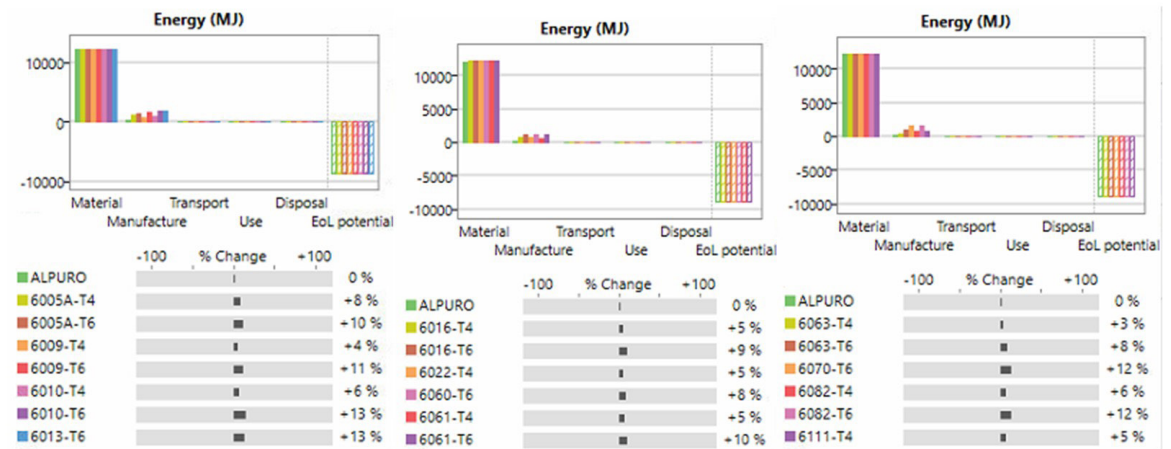 Energy (MJ)
10000
0
-10000
Material Transport Disposal
Manufacture Use EoL potential
-100 % Change +100
ALPURO 0 %
6005A-T4 +8 %
6005A-T6 +10 %
6009-T4 +4 %
6009-T6 +11 %
6010-T4 +6 %
6010-T6 +13 %
6013-T6 +13 %
Energy (MJ)
10000
5000
0
-5000
-10000
Material Transport Disposal
Manufacture Use EoL potential
-100 % Change +100
ALPURO 0 %
6016-T4 +5 %
6016-T6 +9 %
6022-T4 +5 %
6060-T6 +8 %
6061-T4 +5 %
6061-T6 +10 %
Energy (MJ)
10000
5000
0
-5000
-10000
Material Transport Disposal
Manufacture Use EoL potential
-100 % Change +100
ALPURO 0 %
6063-T4 +3 %
6063-T6 +8 %
6070-T6 +12 %
6082-T4 +6 %
6082-T6 +12 %
6111-T4 +5 %